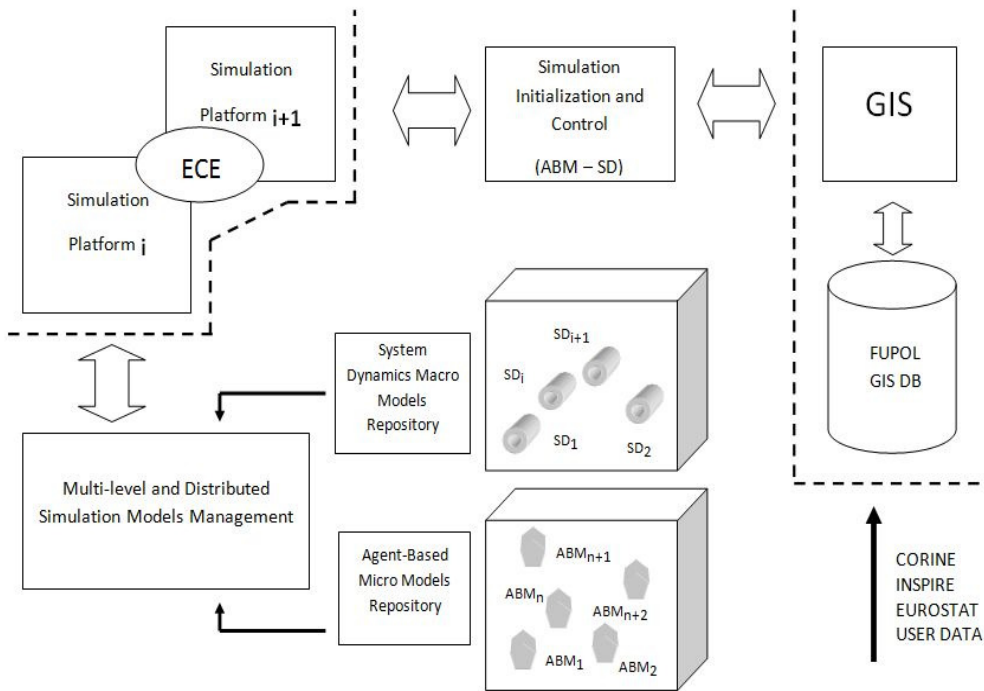 Simulation
Platform i+1
ECE
Simulation
Platform i
Simulation
Initialization and
Control
(ABM – SD)
GIS
FUPOL
GIS DB
System
Dynamics Macro
Models
Repository
SDi+1
SDi
SD1
SD2
Multi-level and Distributed
Simulation Models Management
Agent-Based
Micro Models
Repository
ABMn+1
ABMn
ABMn+2
ABM1
ABM2
CORINE
INSPIRE
EUROSTAT
USER DATA